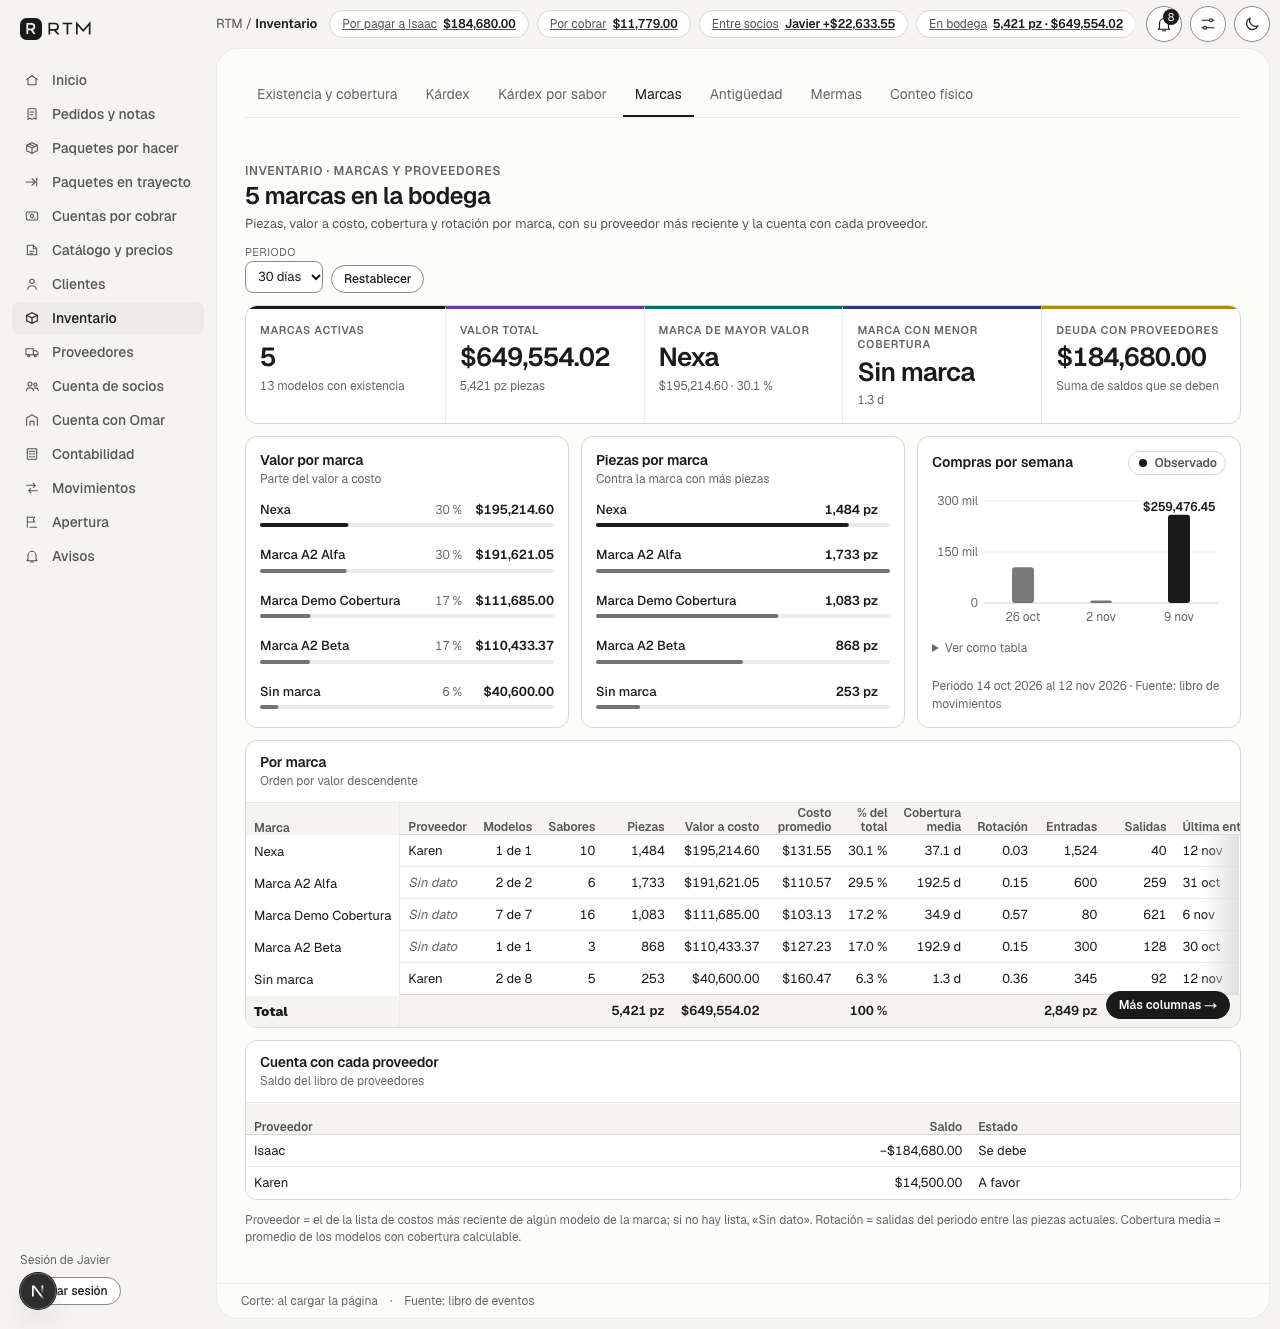 R RTM
RTM / Inventario
Por pagar a Isaac $184,680.00
Por cobrar $11,779.00
Entre socios Javier +$22,633.55
En bodega 5,421 pz · $649,554.02
8
Inicio
Pedidos y notas
Paquetes por hacer
Paquetes en trayecto
Cuentas por cobrar
Catálogo y precios
Clientes
Inventario
Proveedores
Cuenta de socios
Cuenta con Omar
Contabilidad
Movimientos
Apertura
Avisos
Sesión de Javier
N
ar sesión
Existencia y cobertura Kárdex Kárdex por sabor Marcas Antigüedad Mermas Conteo físico
INVENTARIO · MARCAS Y PROVEEDORES
5 marcas en la bodega
Piezas, valor a costo, cobertura y rotación por marca, con su proveedor más reciente y la cuenta con cada proveedor.
PERIODO
30 días Restablecer
MARCAS ACTIVAS
5
13 modelos con existencia
VALOR TOTAL
$649,554.02
5,421 pz piezas
MARCA DE MAYOR VALOR
Nexa
$195,214.60 · 30.1 %
MARCA CON MENOR
COBERTURA
Sin marca
1.3 d
DEUDA CON PROVEEDORES
$184,680.00
Suma de saldos que se deben
Valor por marca
Parte del valor a costo
Nexa 30 % $195,214.60
Marca A2 Alfa 30 % $191,621.05
Marca Demo Cobertura 17 % $111,685.00
Marca A2 Beta 17 % $110,433.37
Sin marca 6 % $40,600.00
Piezas por marca
Contra la marca con más piezas
Nexa 1,484 pz
Marca A2 Alfa 1,733 pz
Marca Demo Cobertura 1,083 pz
Marca A2 Beta 868 pz
Sin marca 253 pz
Compras por semana
Observado
300 mil
$259,476.45
150 mil
0
26 oct 2 nov 9 nov
Ver como tabla
Periodo 14 oct 2026 al 12 nov 2026 · Fuente: libro de
movimientos
Por marca
Orden por valor descendente
Marca Proveedor Modelos Sabores Piezas Valor a costo Costo promedio % del total Cobertura media Rotación Entradas Salidas Última ent
Nexa Karen 1 de 1 10 1,484 $195,214.60 $131.55 30.1 % 37.1 d 0.03 1,524 40 12 nov
Marca A2 Alfa Sin dato 2 de 2 6 1,733 $191,621.05 $110.57 29.5 % 192.5 d 0.15 600 259 31 oct
Marca Demo Cobertura Sin dato 7 de 7 16 1,083 $111,685.00 $103.13 17.2 % 34.9 d 0.57 80 621 6 nov
Marca A2 Beta Sin dato 1 de 1 3 868 $110,433.37 $127.23 17.0 % 192.9 d 0.15 300 128 30 oct
Sin marca Karen 2 de 8 5 253 $40,600.00 $160.47 6.3 % 1.3 d 0.36 345 92 12 nov
Total 5,421 pz $649,554.02 100 % 2,849 pz
Más columnas →
Cuenta con cada proveedor
Saldo del libro de proveedores
Proveedor Saldo Estado
Isaac −$184,680.00 Se debe
Karen $14,500.00 A favor
Proveedor = el de la lista de costos más reciente de algún modelo de la marca; si no hay lista, «Sin dato». Rotación = salidas del periodo entre las piezas actuales. Cobertura media =
promedio de los modelos con cobertura calculable.
Corte: al cargar la página · Fuente: libro de eventos